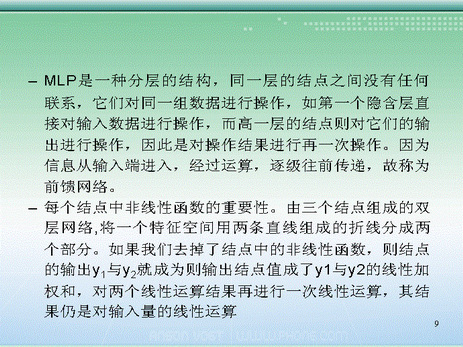 – MLP是一种分层的结构，同一层的结点之间没有任何
联系，它们对同一组数据进行操作，如第一个隐含层直
接对输入数据进行操作，而高一层的结点则对它们的输
出进行操作，因此是对操作结果进行再一次操作。因为
信息从输入端进入，经过运算，逐级往前传递，故称为
前馈网络。
– 每个结点中非线性函数的重要性。由三个结点组成的双
层网络,将一个特征空间用两条直线组成的折线分成两
个部分。如果我们去掉了结点中的非线性函数，则结点
的输出y₁与y₂就成为则输出结点值成了y1与y2的线性加
权和，对两个线性运算结果再进行一次线性运算，其结
果仍是对输入量的线性运算
9